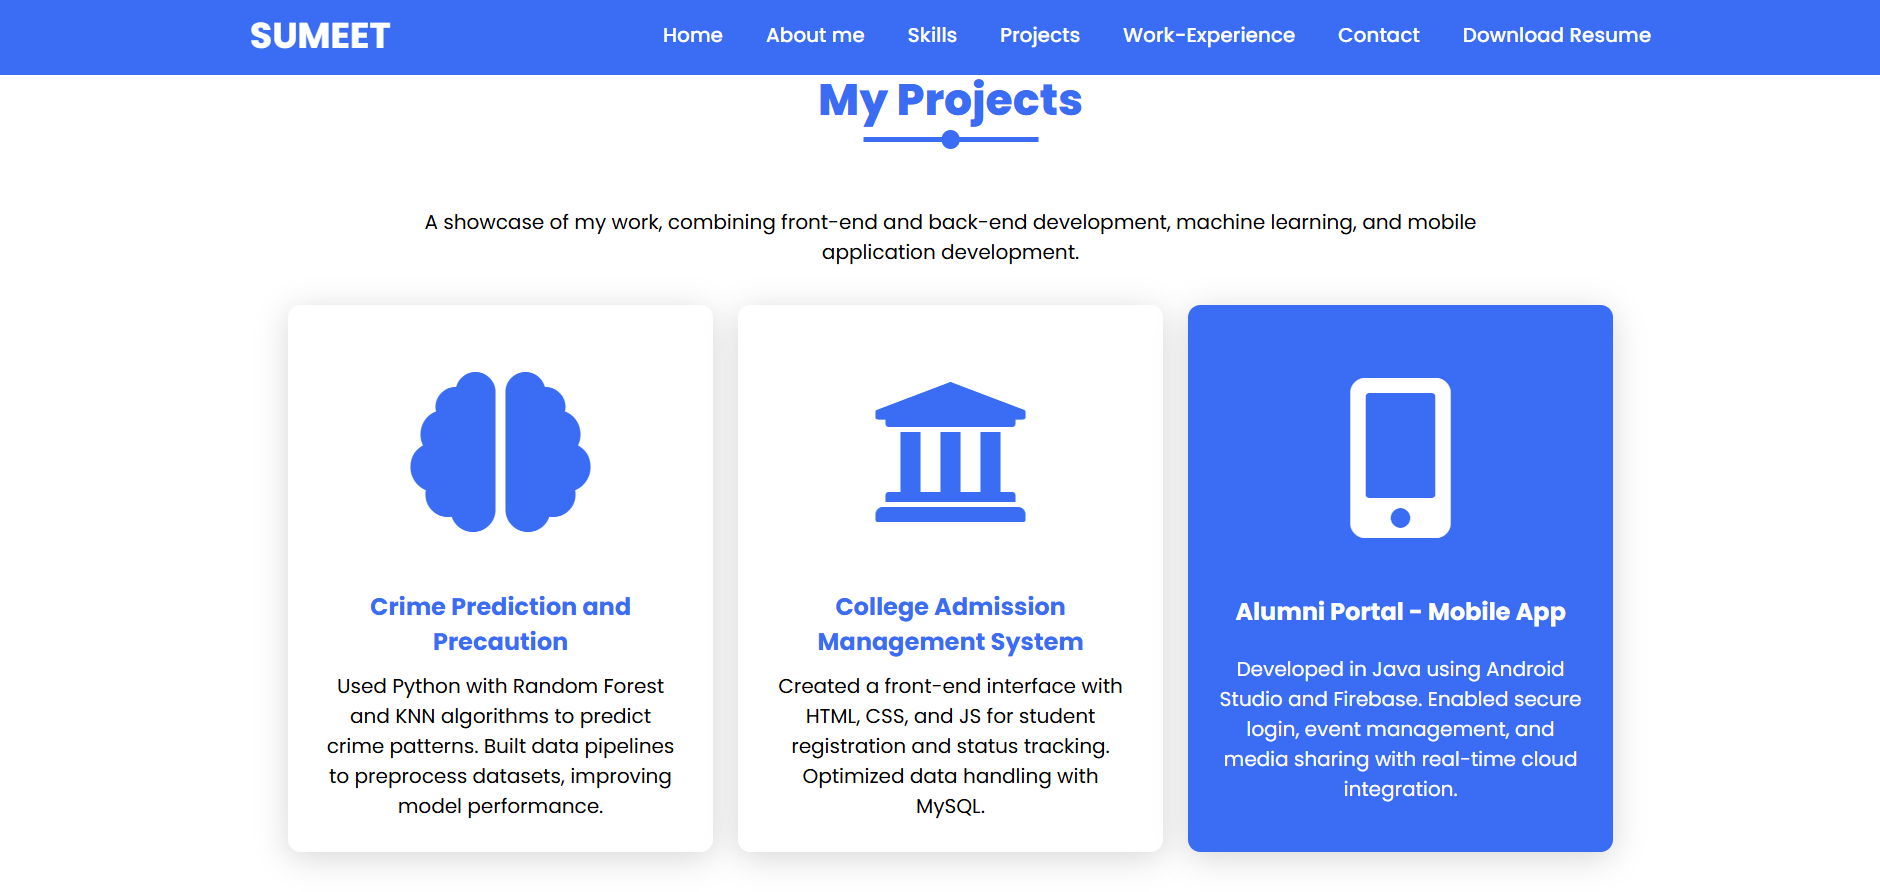 SUMEET
Home About me Skills Projects Work-Experience Contact Download Resume
My Projects
A showcase of my work, combining front-end and back-end development, machine learning, and mobile
application development.
Crime Prediction and
Precaution
Used Python with Random Forest
and KNN algorithms to predict
crime patterns. Built data pipelines
to preprocess datasets, improving
model performance.
College Admission
Management System
Created a front-end interface with
HTML, CSS, and JS for student
registration and status tracking.
Optimized data handling with
MySQL.
Alumni Portal - Mobile App
Developed in Java using Android
Studio and Firebase. Enabled secure
login, event management, and
media sharing with real-time cloud
integration.